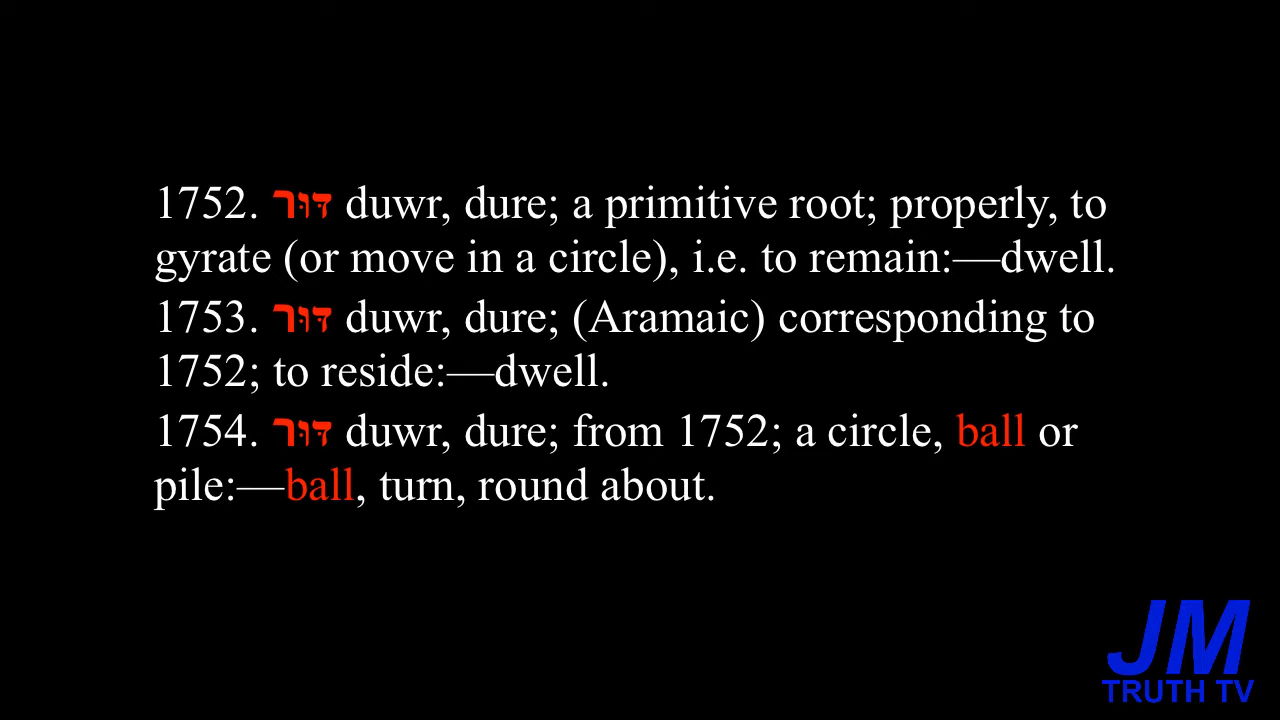 1752. דּוּר duwr, dure; a primitive root; properly, to
gyrate (or move in a circle), i.e. to remain:—dwell.
1753. דּוּר duwr, dure; (Aramaic) corresponding to
1752; to reside:—dwell.
1754. דּוּר duwr, dure; from 1752; a circle, ball or
pile:—ball, turn, round about.
JM
TRUTH TV